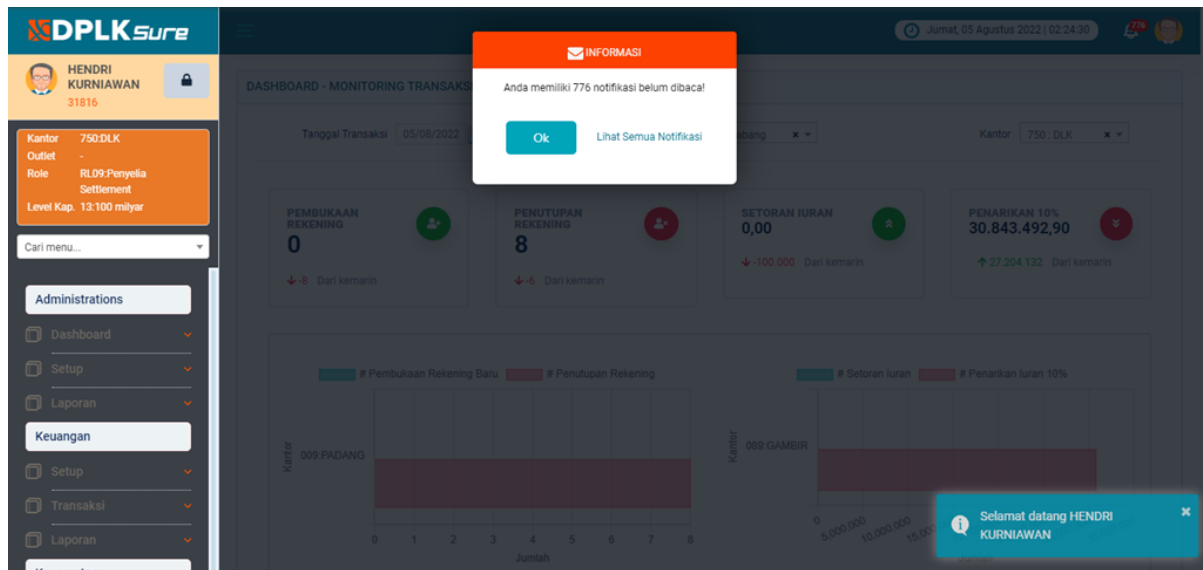 DPLKSure
HENDRI
KURNIAWAN
31816
Kantor 750:DLK
Outlet -
Role RL09:Penyelia
Settlement
Level Kap. 13:100 milyar
Cari menu...
Administrations
Dashboard
Setup
Laporan
Keuangan
Setup
Transaksi
Laporan
Jumat, 05 Agustus 2022 | 02:24:30
776
INFORMASI
Anda memiliki 776 notifikasi belum dibaca!
Ok Lihat Semua Notifikasi
DASHBOARD - MONITORING TRANSAKS
Tanggal Transaksi 05/08/2022
abang
Kantor 750 : DLK
PEMBUKAAN
REKENING
0
-8 Dari kemarin
PENUTUPAN
REKENING
8
-6 Dari kemarin
SETORAN IURAN
0,00
-100.000 Dari kemarin
PENARIKAN 10%
30.843.492,90
27.204.132 Dari kemarin
# Pembukaan Rekening Baru # Penutupan Rekening
Kantor
009:PADANG
0 1 2 3 4 5 6 7 8
Jumlah
# Setoran Iuran # Penarikan Iuran 10%
Kantor
089:GAMBIR
0 5,000,000 10,000,000
Selamat datang HENDRI
KURNIAWAN